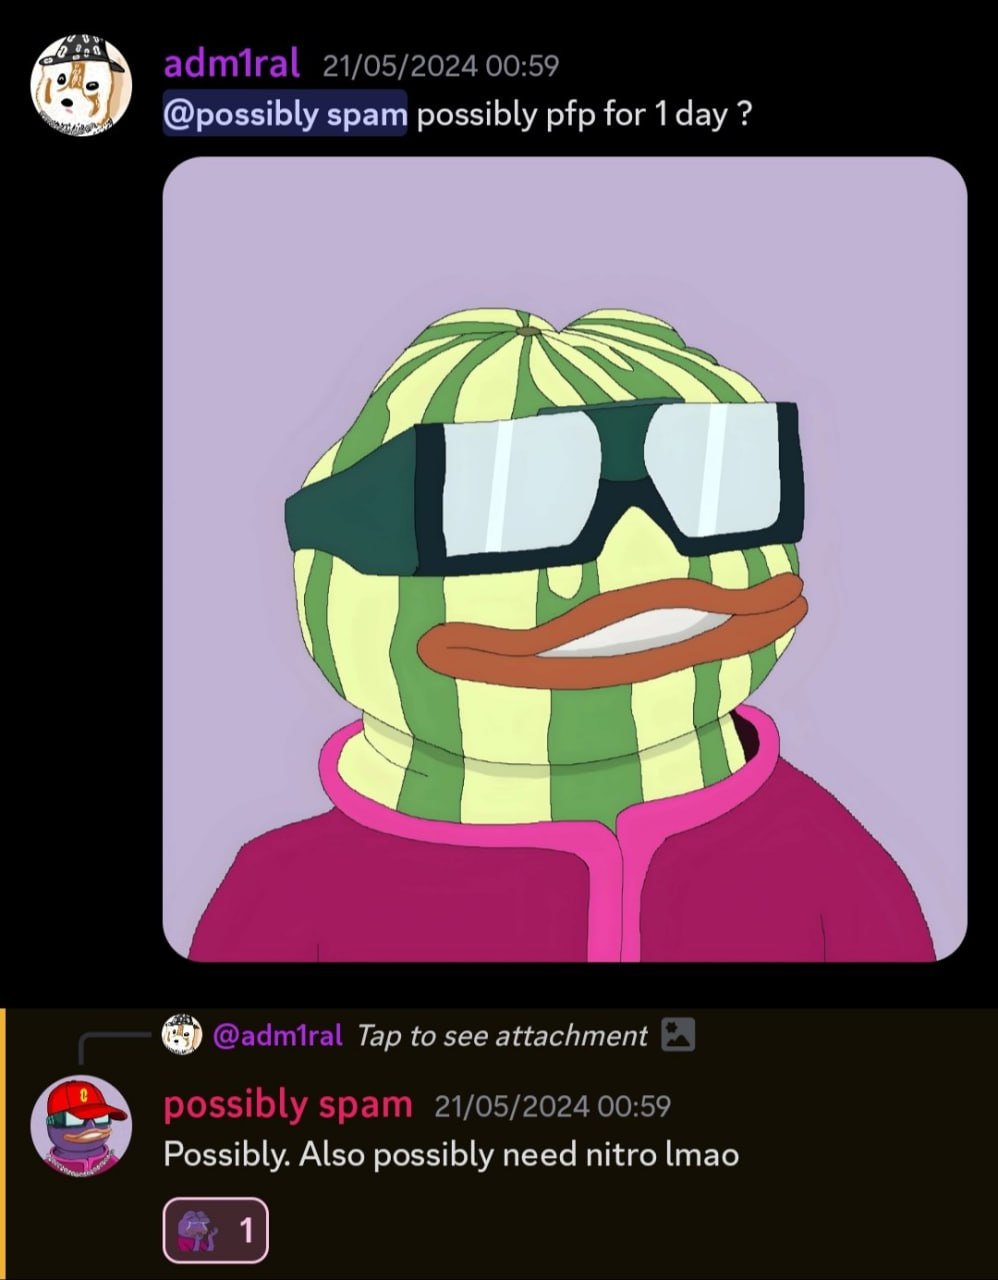 adm1ral 21/05/2024 00:59
@possibly spam possibly pfp for 1 day ?
@adm1ral Tap to see attachment
possibly spam 21/05/2024 00:59
Possibly. Also possibly need nitro lmao
1